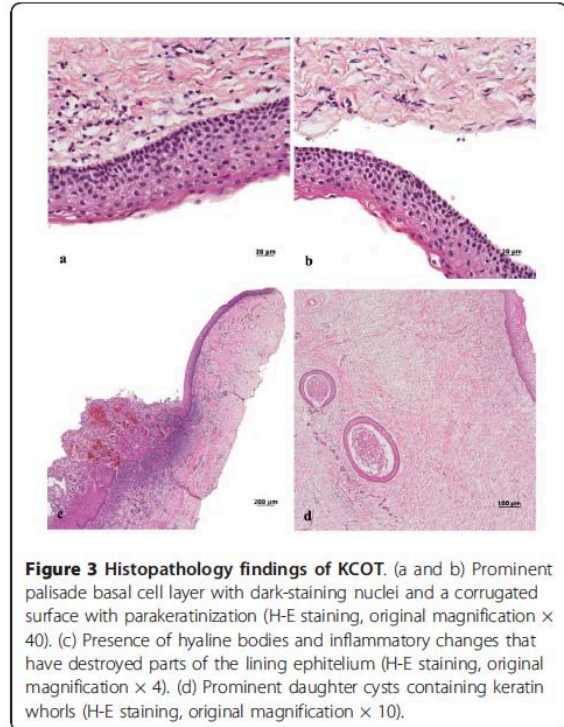 a
20 µm
b
20 µm
c
200 µm
d
100 µm
Figure 3 Histopathology findings of KCOT. (a and b) Prominent
palisade basal cell layer with dark-staining nuclei and a corrugated
surface with parakeratinization (H-E staining, original magnification ×
40). (c) Presence of hyaline bodies and inflammatory changes that
have destroyed parts of the lining ephitelium (H-E staining, original
magnification × 4). (d) Prominent daughter cysts containing keratin
whorls (H-E staining, original magnification × 10).